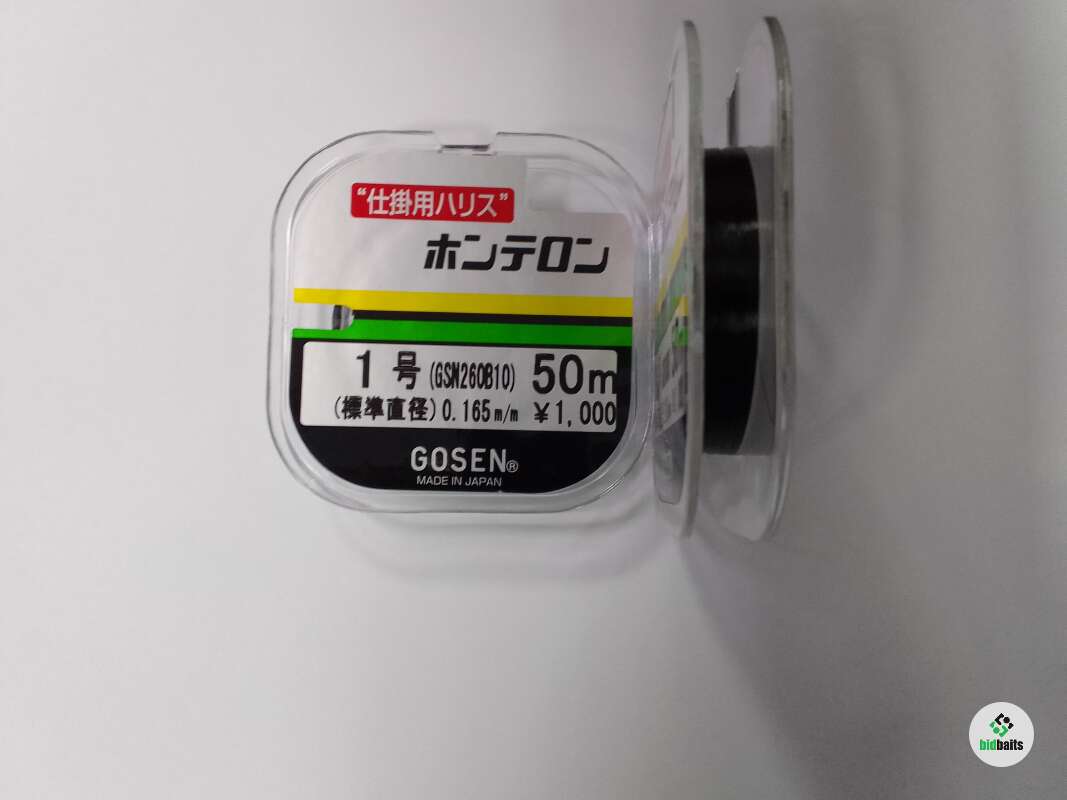 “仕掛用ハリス”
ホンテロン
1号(GSN260B10) 50m
(標準直径)0.165m/m ¥1,000
GOSEN®
MADE IN JAPAN
bidbaits